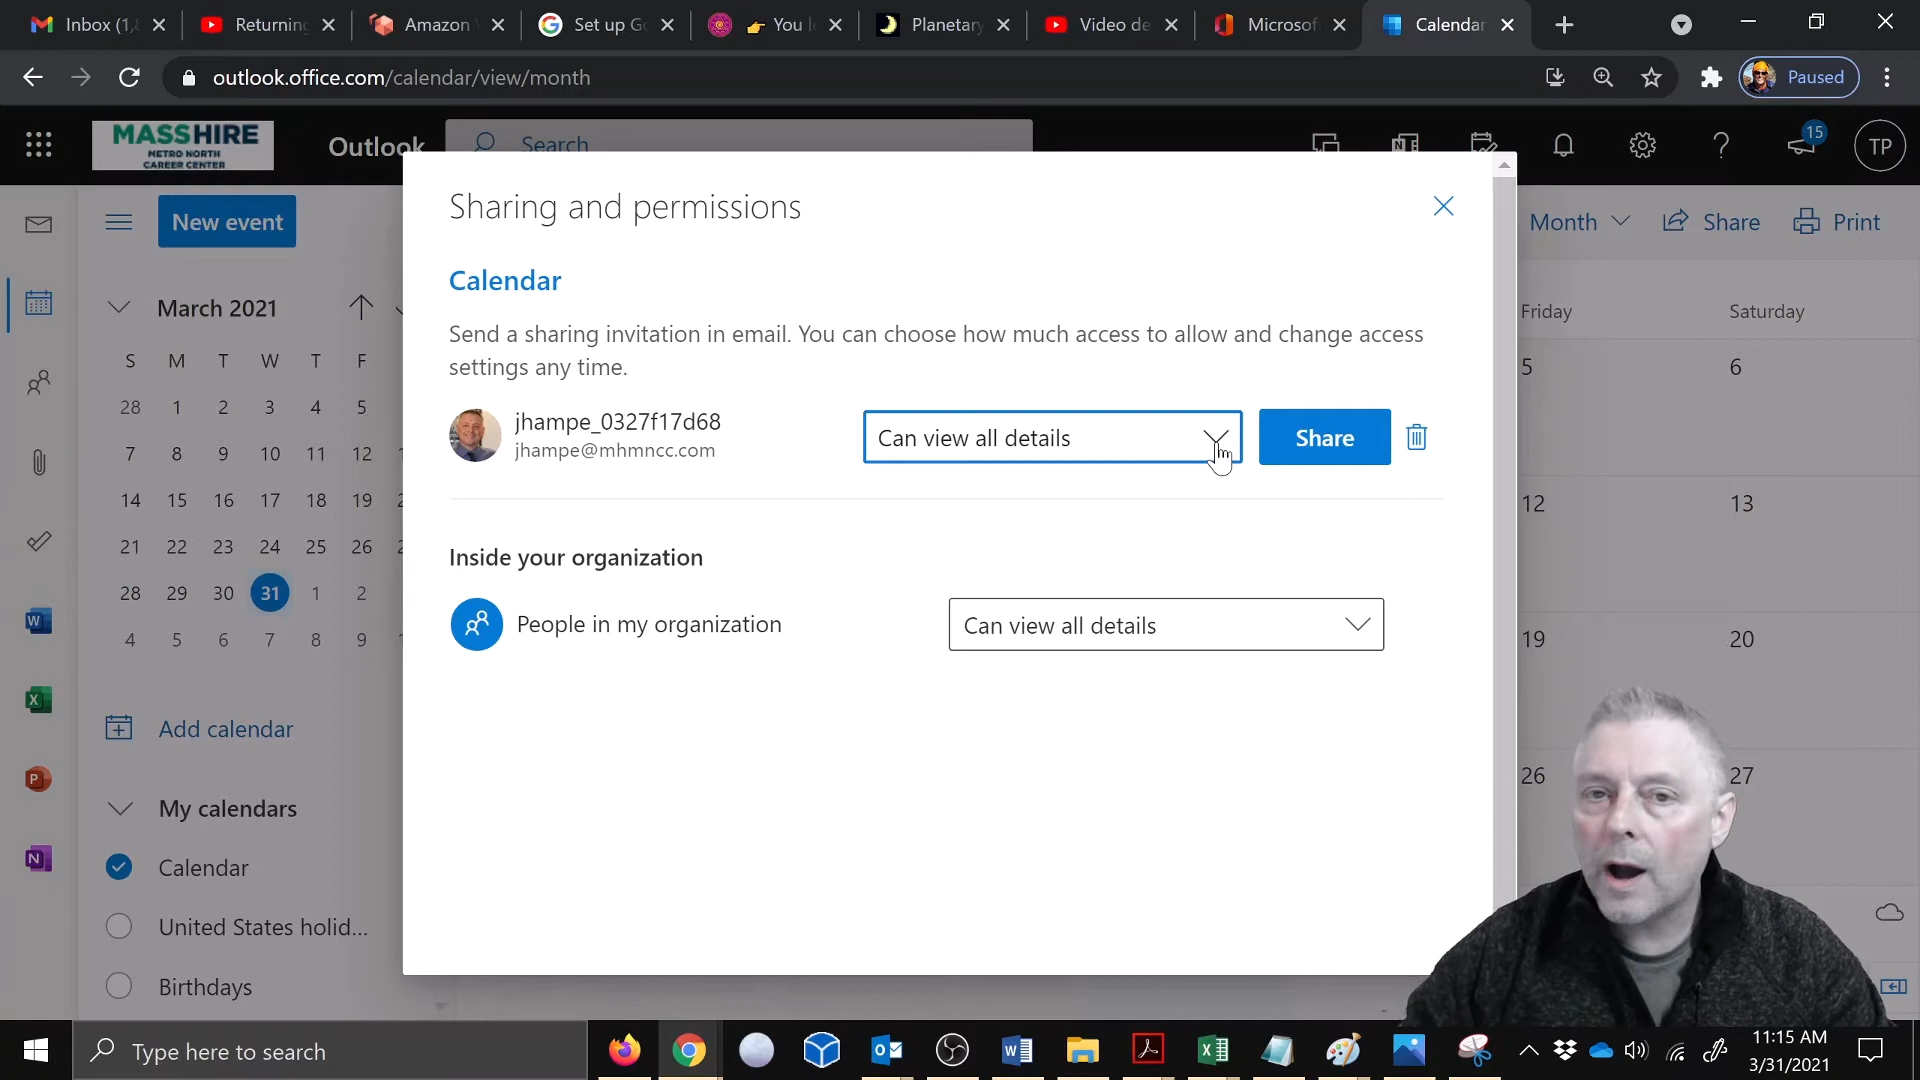 Inbox (1,8
Returning
Amazon
Set up Go
You l
Planetary
Video de
Microsof
Calendar
outlook.office.com/calendar/view/month
Paused
MASSHIRE
METRO NORTH
CAREER CENTER
Outlook
Search
15
TP
New event
Month
Share
Print
Sharing and permissions
Calendar
Send a sharing invitation in email. You can choose how much access to allow and change access
settings any time.
jhampe_0327f17d68
jhampe@mhmncc.com
Can view all details
Share
Inside your organization
People in my organization
Can view all details
March 2021
S M T W T F
28 1 2 3 4 5
7 8 9 10 11 12
14 15 16 17 18 19 2
21 22 23 24 25 26 2
28 29 30 31 1 2
4 5 6 7 8 9 1
Add calendar
My calendars
Calendar
United States holid...
Birthdays
Friday
Saturday
5
6
12
13
19
20
26
27
Type here to search
11:15 AM
3/31/2021